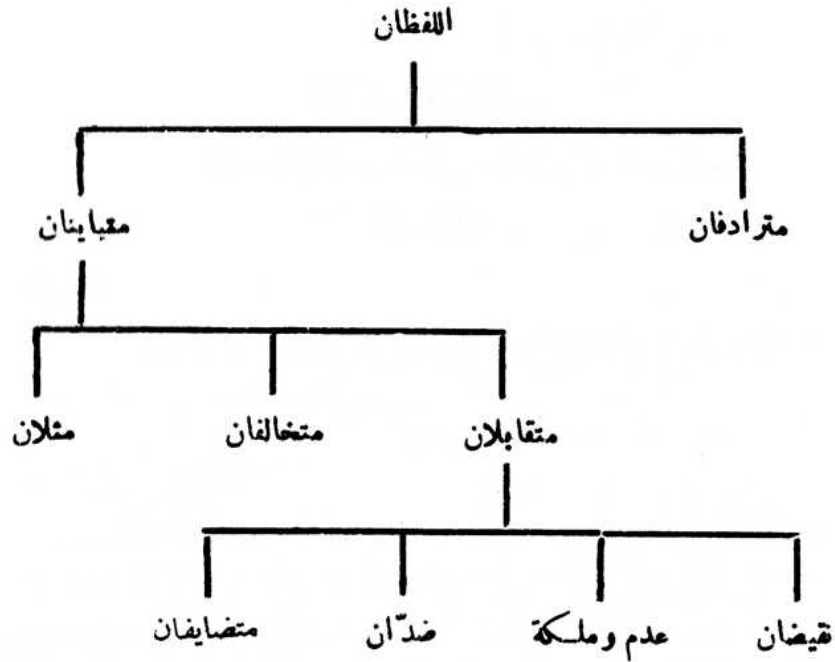 اللفظان
مترادفان متباينان
متقابلان متخالفان مثلان
نقيضان عدم وملكة ضدّان متضايفان